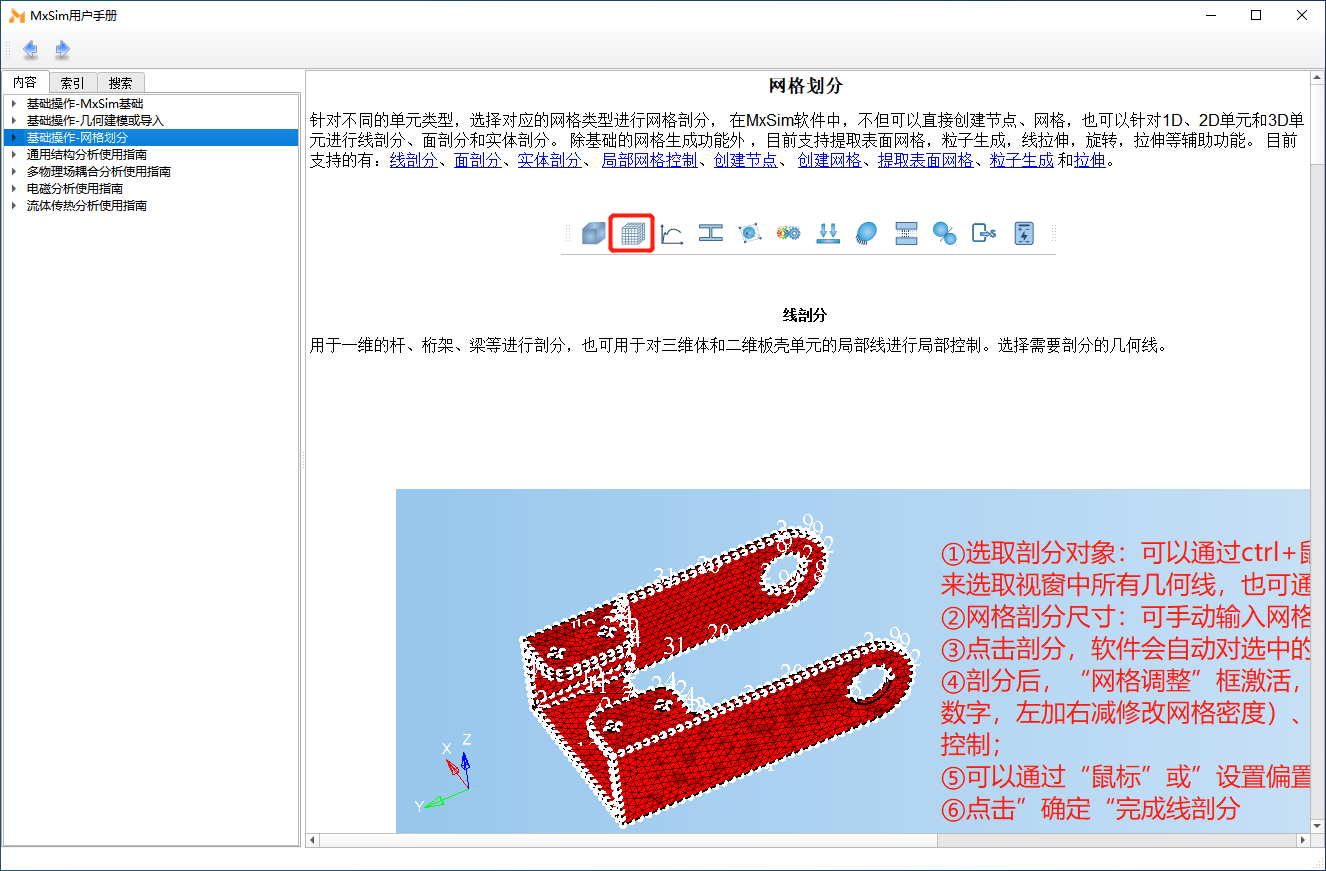 MxSim用户手册
内容
索引
搜索
基础操作-MxSim基础
基础操作-几何建模或导入
基础操作-网格划分
通用结构分析使用指南
多物理场耦合分析使用指南
电磁分析使用指南
流体传热分析使用指南
网格划分
针对不同的单元类型，选择对应的网格类型进行网格剖分， 在MxSim软件中，不但可以直接创建节点、网格，也可以针对1D、2D单元和3D单
元进行线剖分、面剖分和实体剖分。 除基础的网格生成功能外 ，目前支持提取表面网格，粒子生成，线拉伸，旋转，拉伸等辅助功能。 目前
支持的有：线剖分、面剖分、实体剖分、 局部网格控制、创建节点、 创建网格、提取表面网格、粒子生成 和拉伸。
线剖分
用于一维的杆、桁架、梁等进行剖分，也可用于对三维体和二维板壳单元的局部线进行局部控制。选择需要剖分的几何线。
①选取剖分对象：可以通过ctrl+鼠
来选取视窗中所有几何线，也可通
②网格剖分尺寸：可手动输入网格
③点击剖分，软件会自动对选中的
④剖分后，“网格调整”框激活，
数字，左加右减修改网格密度）、
控制；
⑤可以通过“鼠标”或”设置偏置
⑥点击”确定“完成线剖分
31
20
X
Z
Y